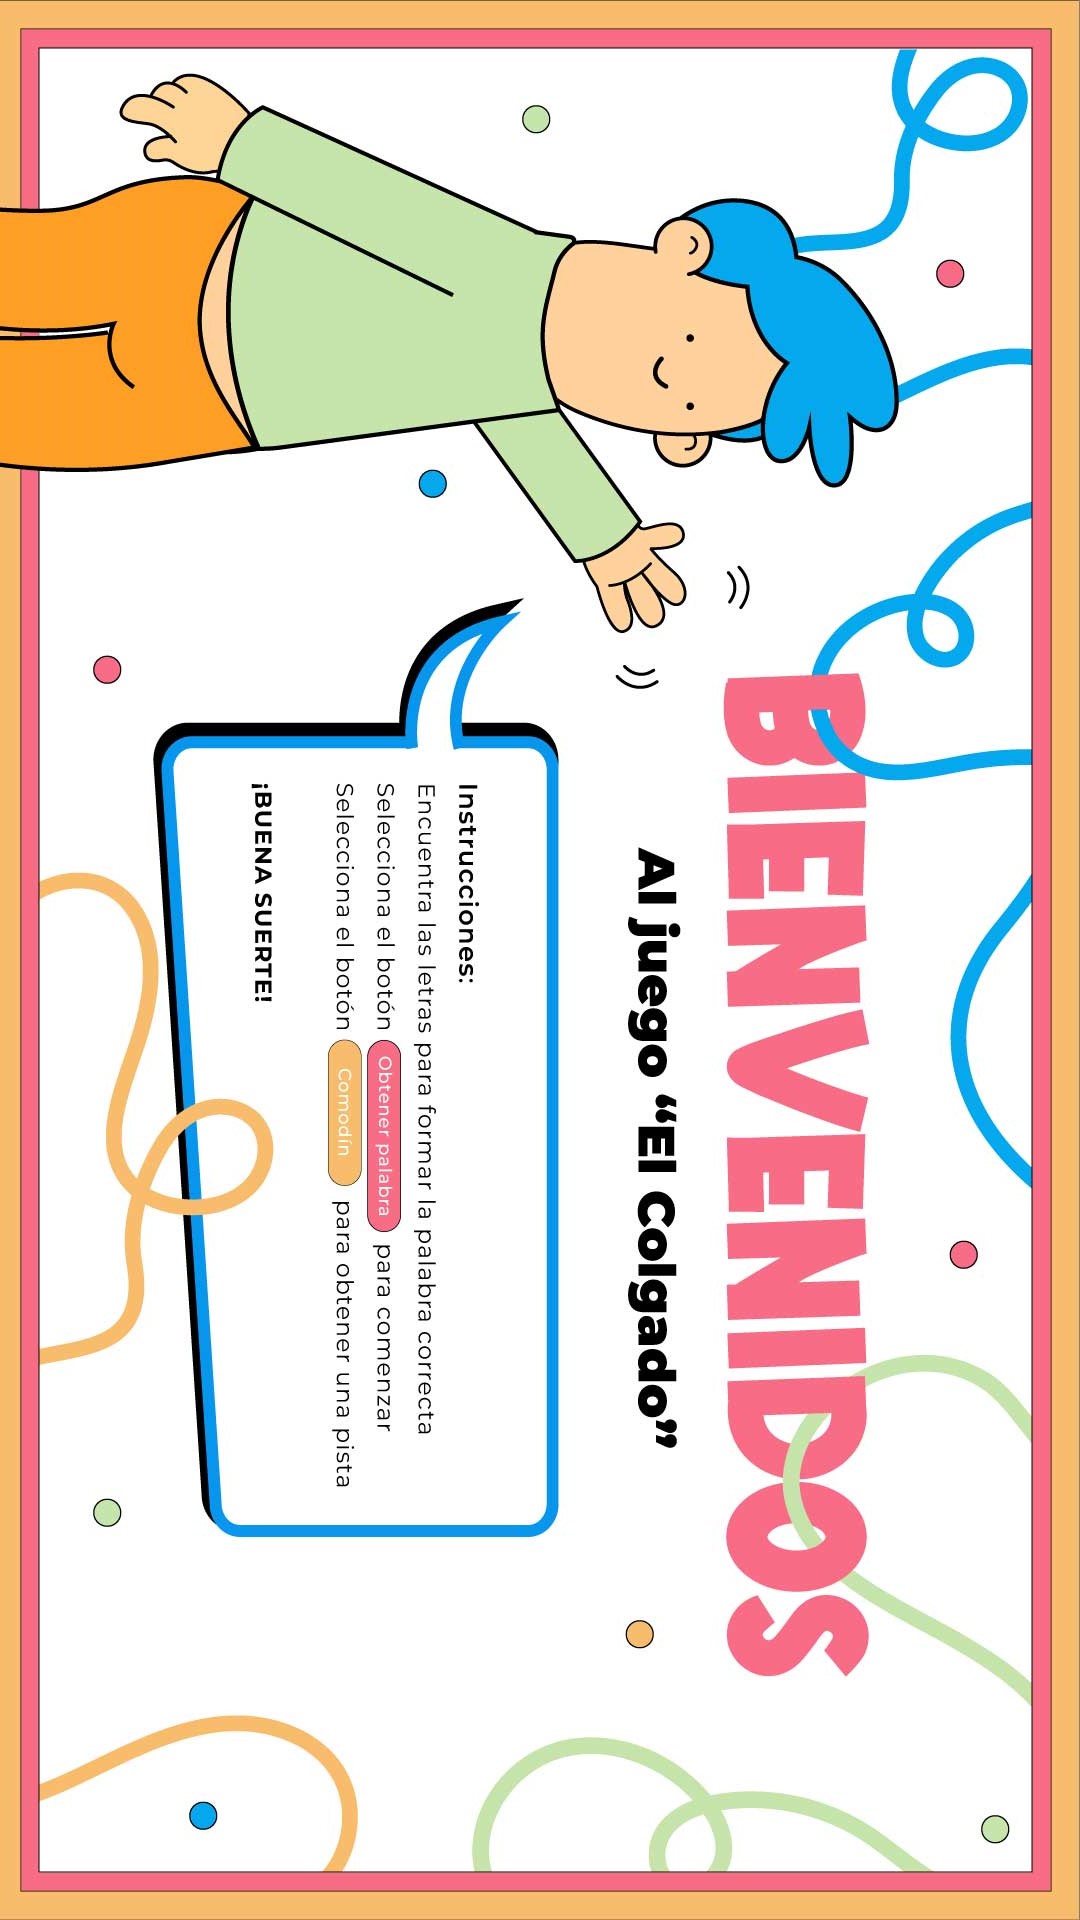 BIENVENIDOS
Al juego “El Colgado”
Instrucciones:
Encuentra las letras para formar la palabra correcta
Selecciona el botón Obtener palabra para comenzar
Selecciona el botón Comodín para obtener una pista
¡BUENA SUERTE!